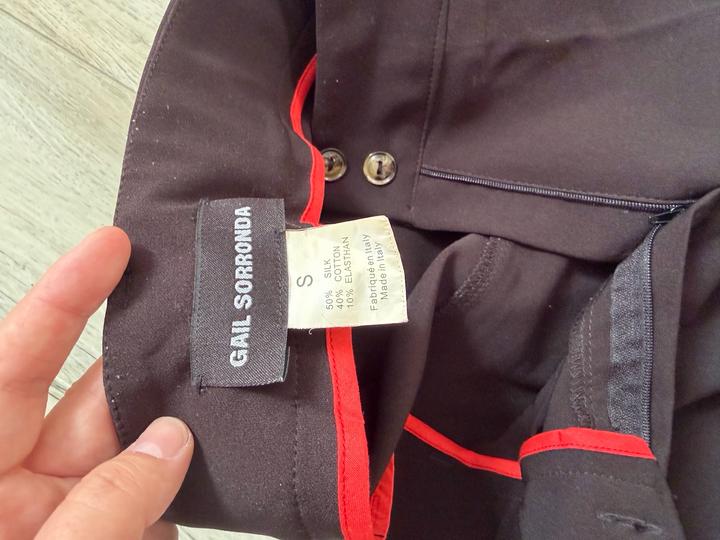 GAIL SORRONDA
S
50% SILK
40% COTTON
10% ELASTHAN
Fabriqué en Italy
Made in Italy